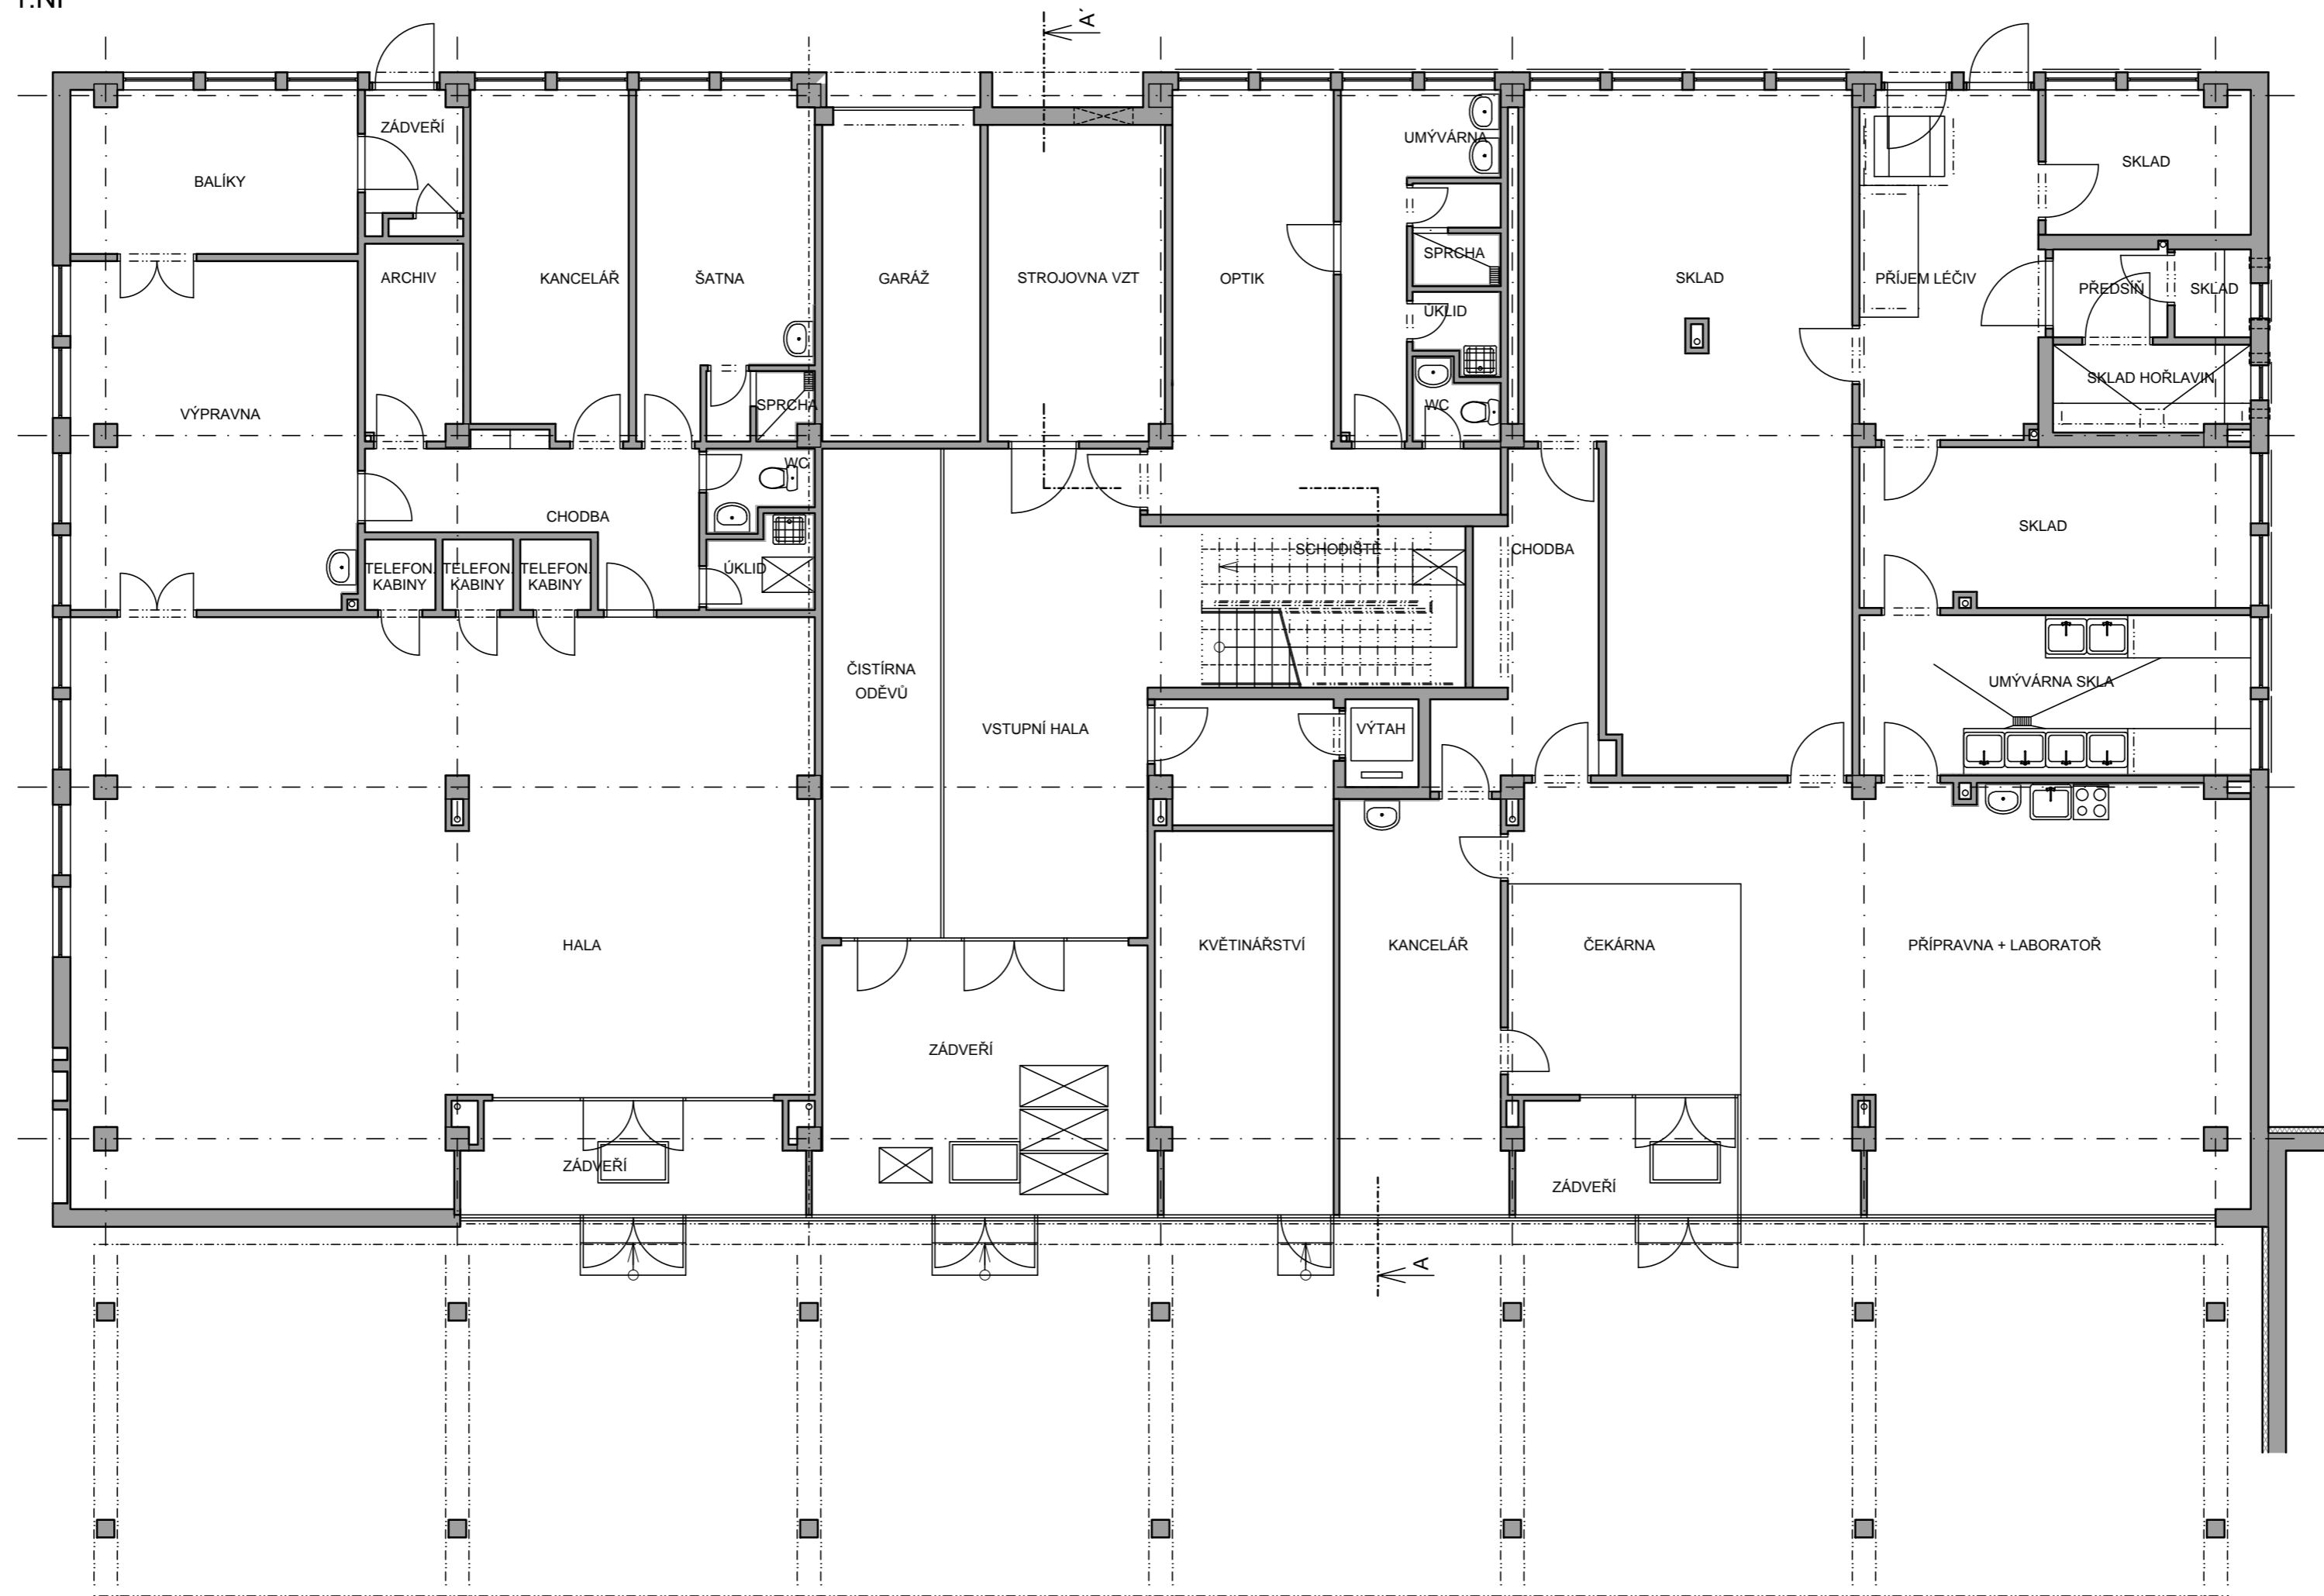 1.NP
A'
ZÁDVEŘÍ
BALÍKY
UMÝVÁRNA
SKLAD
ARCHIV
KANCELÁŘ
ŠATNA
GARÁŽ
STROJOVNA VZT
OPTIK
SPRCHA
ÚKLID
SKLAD
PŘÍJEM LÉČIV
PŘEDSÍŇ
SKLAD
SKLAD HOŘLAVIN
VÝPRAVNA
SPRCHA
WC
WC
CHODBA
SKLAD
TELEFON.
KABINY
TELEFON.
KABINY
TELEFON.
KABINY
ÚKLID
SCHODIŠTĚ
CHODBA
ČISTÍRNA
ODĚVŮ
VSTUPNÍ HALA
VÝTAH
UMÝVÁRNA SKLA
HALA
KVĚTINÁŘSTVÍ
KANCELÁŘ
ČEKÁRNA
PŘÍPRAVNA + LABORATOŘ
ZÁDVEŘÍ
ZÁDVEŘÍ
ZÁDVEŘÍ
A